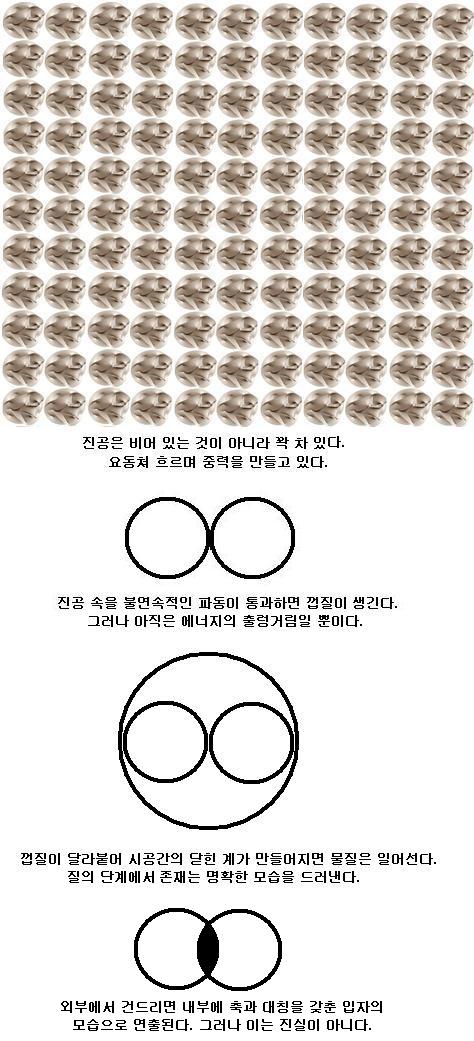 진공은 비어 있는 것이 아니라 꽉 차 있다.
요동쳐 흐르며 중력을 만들고 있다.
진공 속을 불연속적인 파동이 통과하면 껍질이 생긴다.
그러나 아직은 에너지의 출렁거림일 뿐이다.
껍질이 달라붙어 시공간의 닫힌 계가 만들어지면 물질은 일어선다.
질의 단계에서 존재는 명확한 모습을 드러낸다.
외부에서 건드리면 내부에 축과 대칭을 갖춘 입자의
모습으로 연출된다. 그러나 이는 진실이 아니다.